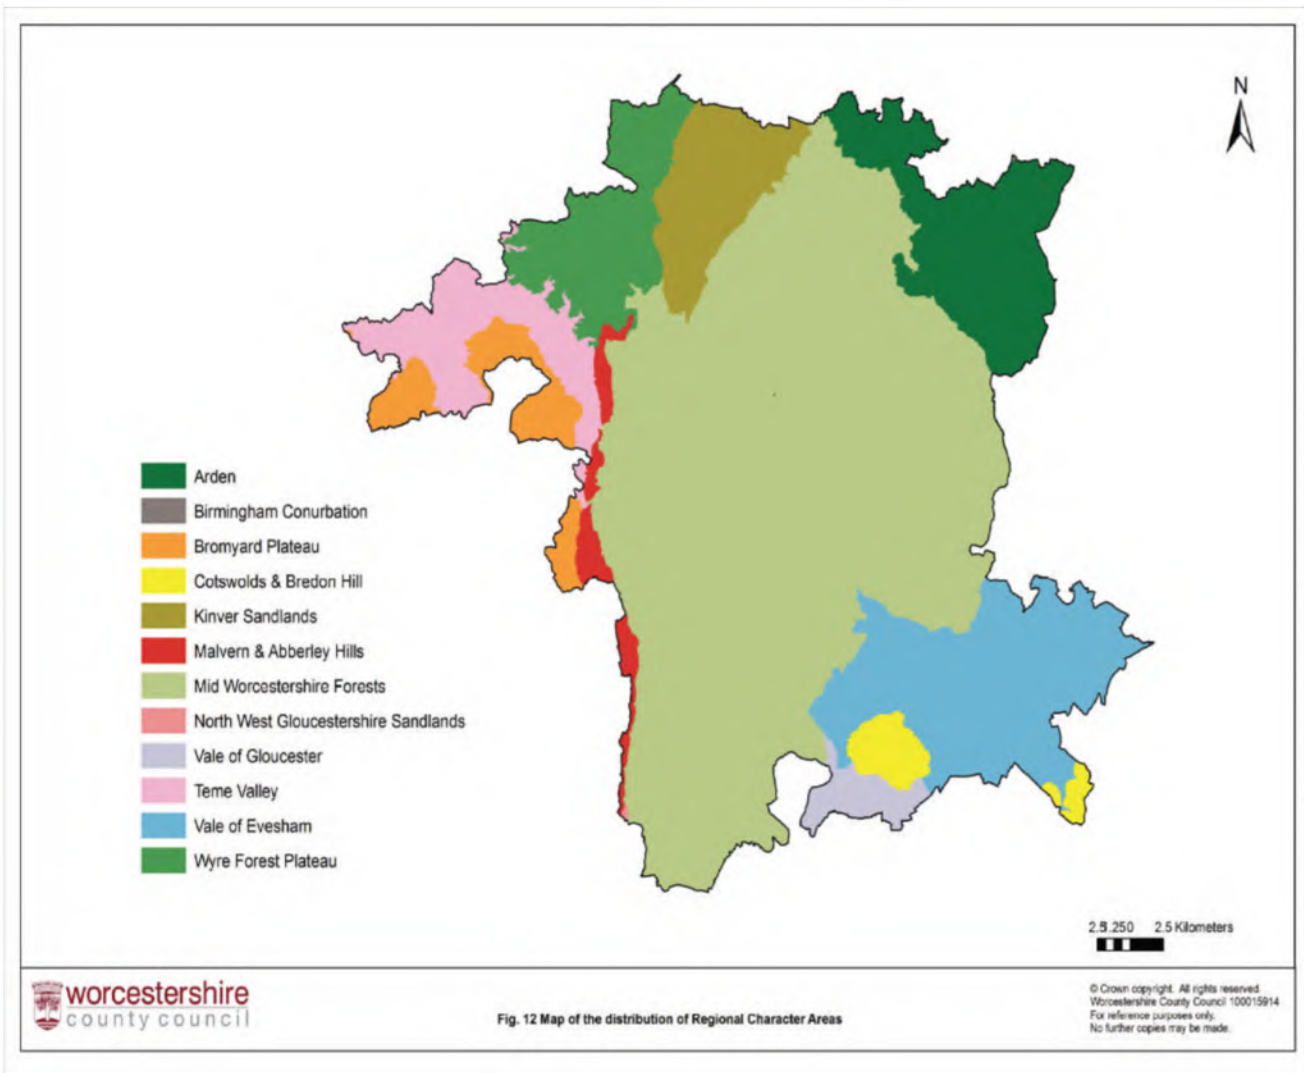 N
Arden
Birmingham Conurbation
Bromyard Plateau
Cotswolds & Bredon Hill
Kinver Sandlands
Malvern & Abberley Hills
Mid Worcestershire Forests
North West Gloucestershire Sandlands
Vale of Gloucester
Teme Valley
Vale of Evesham
Wyre Forest Plateau
2.51.250 2.5 Kilometers
worcestershire
county council
Fig. 12 Map of the distribution of Regional Character Areas
© Crown copyright. All rights reserved
Worcestershire County Council 100015914
For reference purposes only.
No further copies may be made.